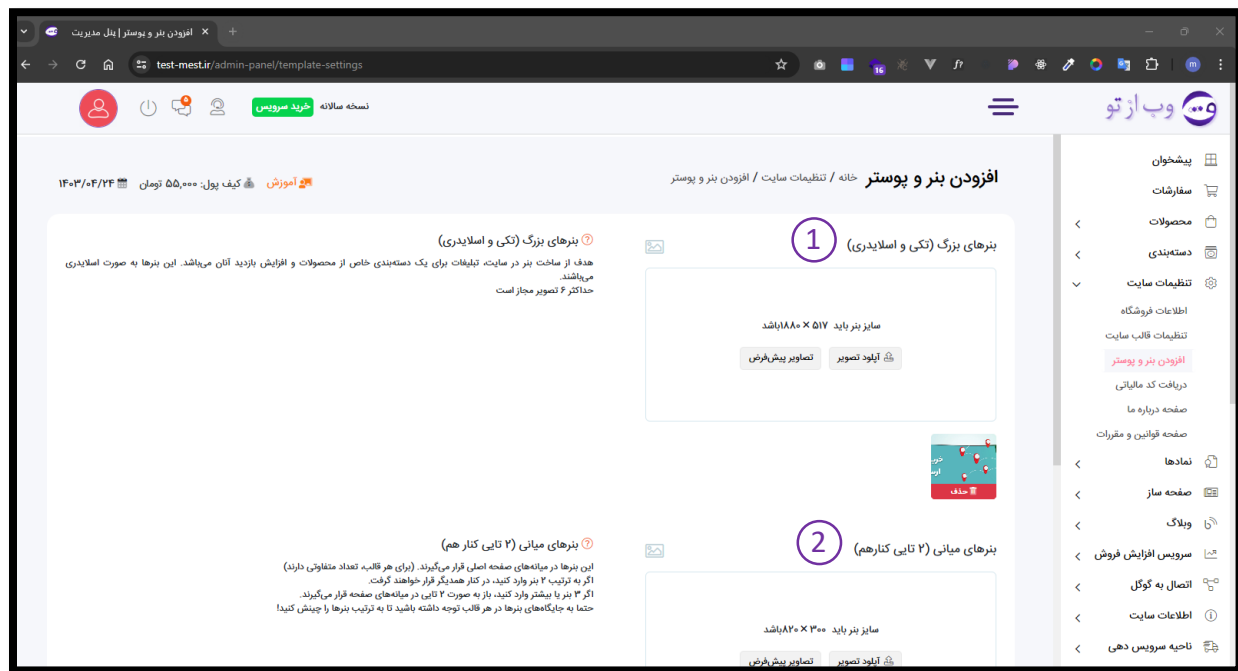 افزودن بنر و پوستر | پنل مدیریت
test-mest.ir/admin-panel/template-settings
16
m
وب از تو
نسخه سالانه خرید سرویس
افزودن بنر و پوستر خانه / تنظیمات سایت / افزودن بنر و پوستر
آموزش کیف پول: ۵۵,۰۰۰ تومان ۱۴۰۳/۰۴/۲۴
پیشخوان
سفارشات
محصولات
دسته‌بندی
تنظیمات سایت
اطلاعات فروشگاه
تنظیمات قالب سایت
افزودن بنر و پوستر
دریافت کد مالیاتی
صفحه درباره ما
صفحه قوانین و مقررات
نمادها
صفحه ساز
وبلاگ
سرویس افزایش فروش
اتصال به گوگل
اطلاعات سایت
ناحیه سرویس دهی
بنرهای بزرگ (تکی و اسلایدری) 1
سایز بنر باید ۵۱۷ × ۱۸۸۰باشد
آپلود تصویر تصاویر پیش‌فرض
حذف
بنرهای بزرگ (تکی و اسلایدری)
هدف از ساخت بنر در سایت، تبلیغات برای یک دسته‌بندی خاص از محصولات و افزایش بازدید آنان می‌باشد. این بنرها به صورت اسلایدری
می‌باشند.
حداکثر ۶ تصویر مجاز است
بنرهای میانی (۲ تایی کنارهم) 2
سایز بنر باید ۳۰۰ × ۸۲۰باشد
آپلود تصویر تصاویر پیش‌فرض
بنرهای میانی (۲ تایی کنار هم)
این بنرها در میانه‌های صفحه اصلی قرار می‌گیرند. (برای هر قالب، تعداد متفاوتی دارند)
اگر به ترتیب ۲ بنر وارد کنید، در کنار همدیگر قرار خواهند گرفت.
اگر ۳ بنر یا بیشتر وارد کنید، باز به صورت ۲ تایی در میانه‌های صفحه قرار می‌گیرند.
حتما به جایگاه‌های بنرها در هر قالب توجه داشته باشید تا به ترتیب بنرها را چینش کنید!